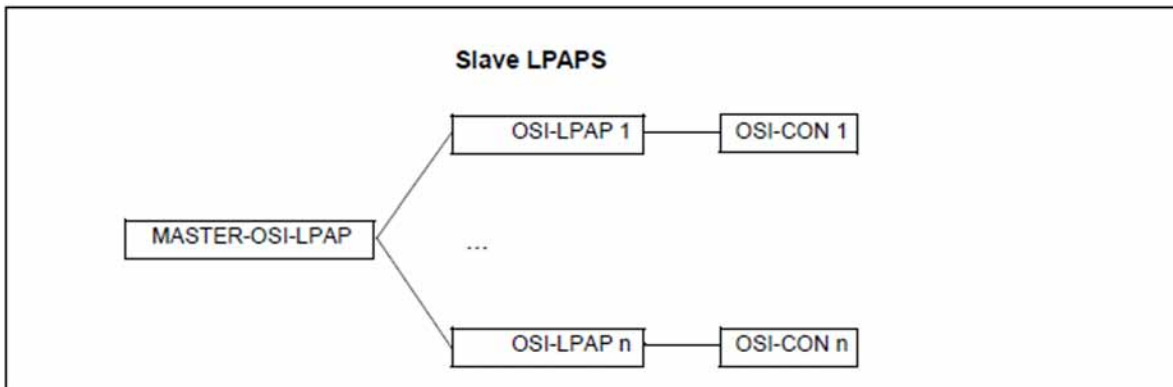 Slave LPAPS
OSI-LPAP 1
OSI-CON 1
MASTER-OSI-LPAP
...
OSI-LPAP n
OSI-CON n